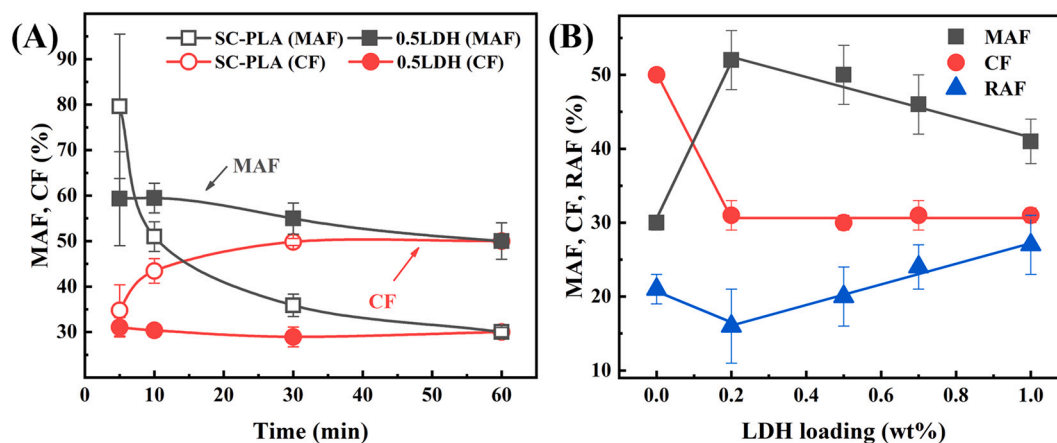 (A)
SC-PLA (MAF) 0.5LDH (MAF)
SC-PLA (CF) 0.5LDH (CF)
MAF
CF
MAF, CF (%)
90
80
70
60
50
40
30
0 10 20 30 40 50 60
Time (min)
(B)
MAF
CF
RAF
MAF, CF, RAF (%)
50
40
30
20
10
0.0 0.2 0.4 0.6 0.8 1.0
LDH loading (wt%)